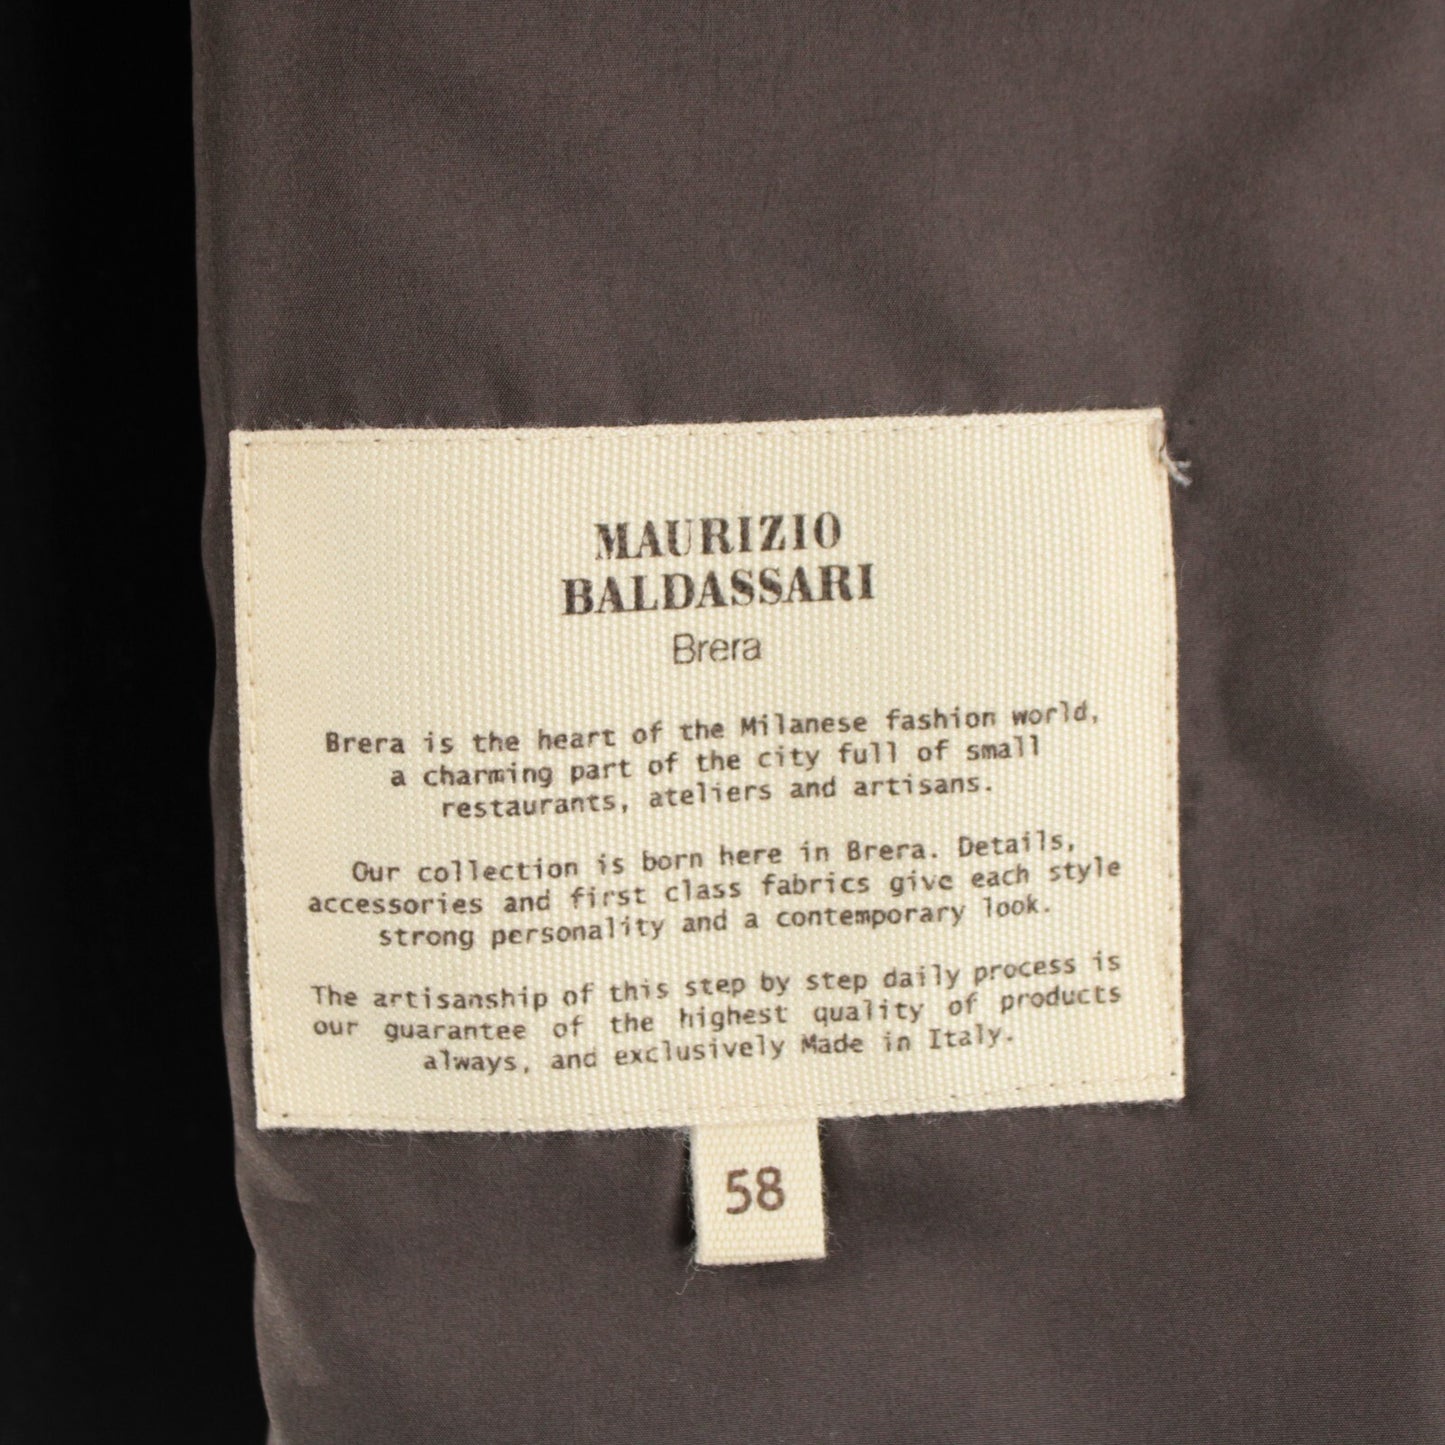 MAURIZIO
BALDASSARI
Brera
Brera is the heart of the Milanese fashion world,
a charming part of the city full of small
restaurants, ateliers and artisans.
Our collection is born here in Brera. Details,
accessories and first class fabrics give each style
strong personality and a contemporary look.
The artisanship of this step by step daily process is
our guarantee of the highest quality of products
always, and exclusively Made in Italy.
58